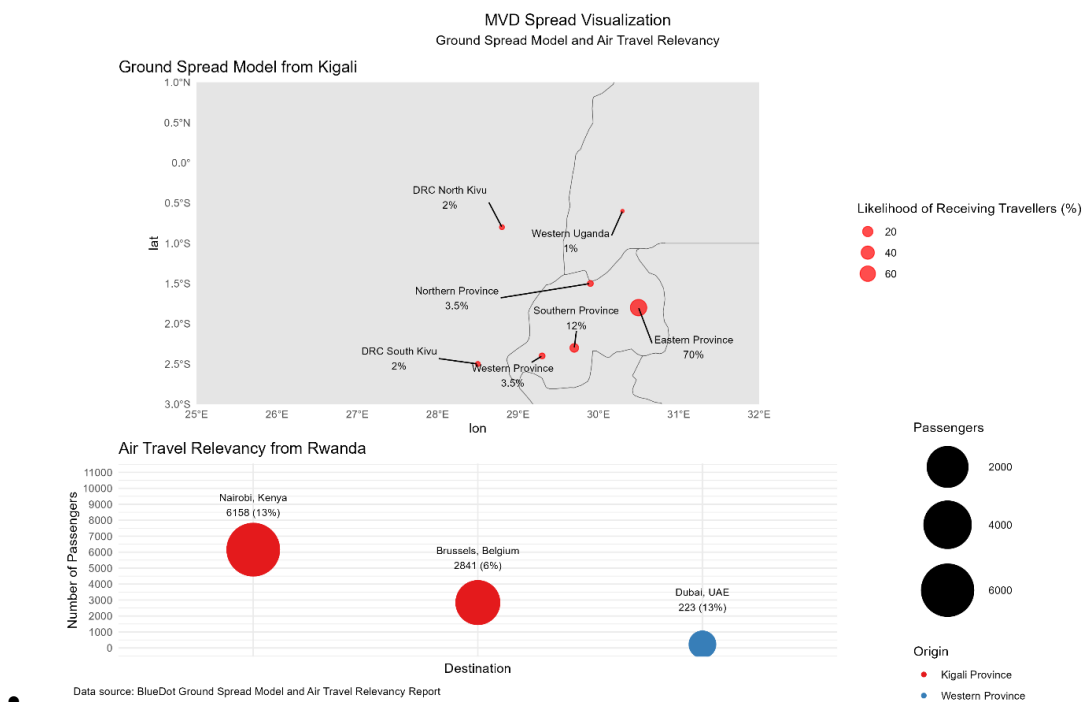 MVD Spread Visualization
Ground Spread Model and Air Travel Relevancy
Ground Spread Model from Kigali
1.0°N
0.5°N
0.0°
0.5°S
1.0°S
1.5°S
2.0°S
2.5°S
3.0°S
lat
DRC North Kivu
2%
Western Uganda
1%
Northern Province
3.5%
Southern Province
12%
Eastern Province
70%
DRC South Kivu
2%
Western Province
3.5%
25°E
26°E
27°E
28°E
29°E
30°E
31°E
32°E
lon
Likelihood of Receiving Travellers (%)
20
40
60
Air Travel Relevancy from Rwanda
11000
10000
9000
8000
7000
6000
5000
4000
3000
2000
1000
0
Number of Passengers
Nairobi, Kenya
6158 (13%)
Brussels, Belgium
2841 (6%)
Dubai, UAE
223 (13%)
Destination
Passengers
2000
4000
6000
Origin
Kigali Province
Western Province
Data source: BlueDot Ground Spread Model and Air Travel Relevancy Report